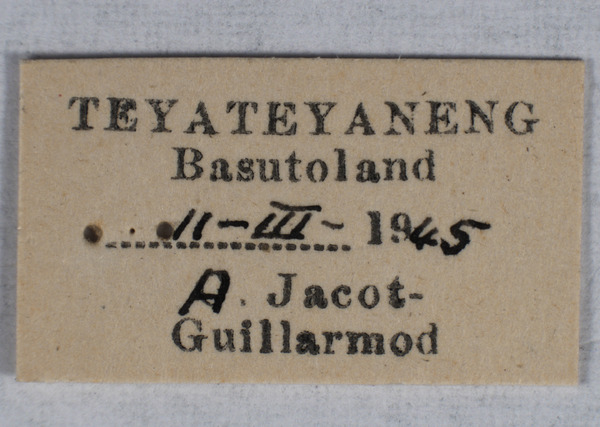 TEYATEYANENG
Basutoland
11-III- 1945
A. Jacot-
Guillarmod